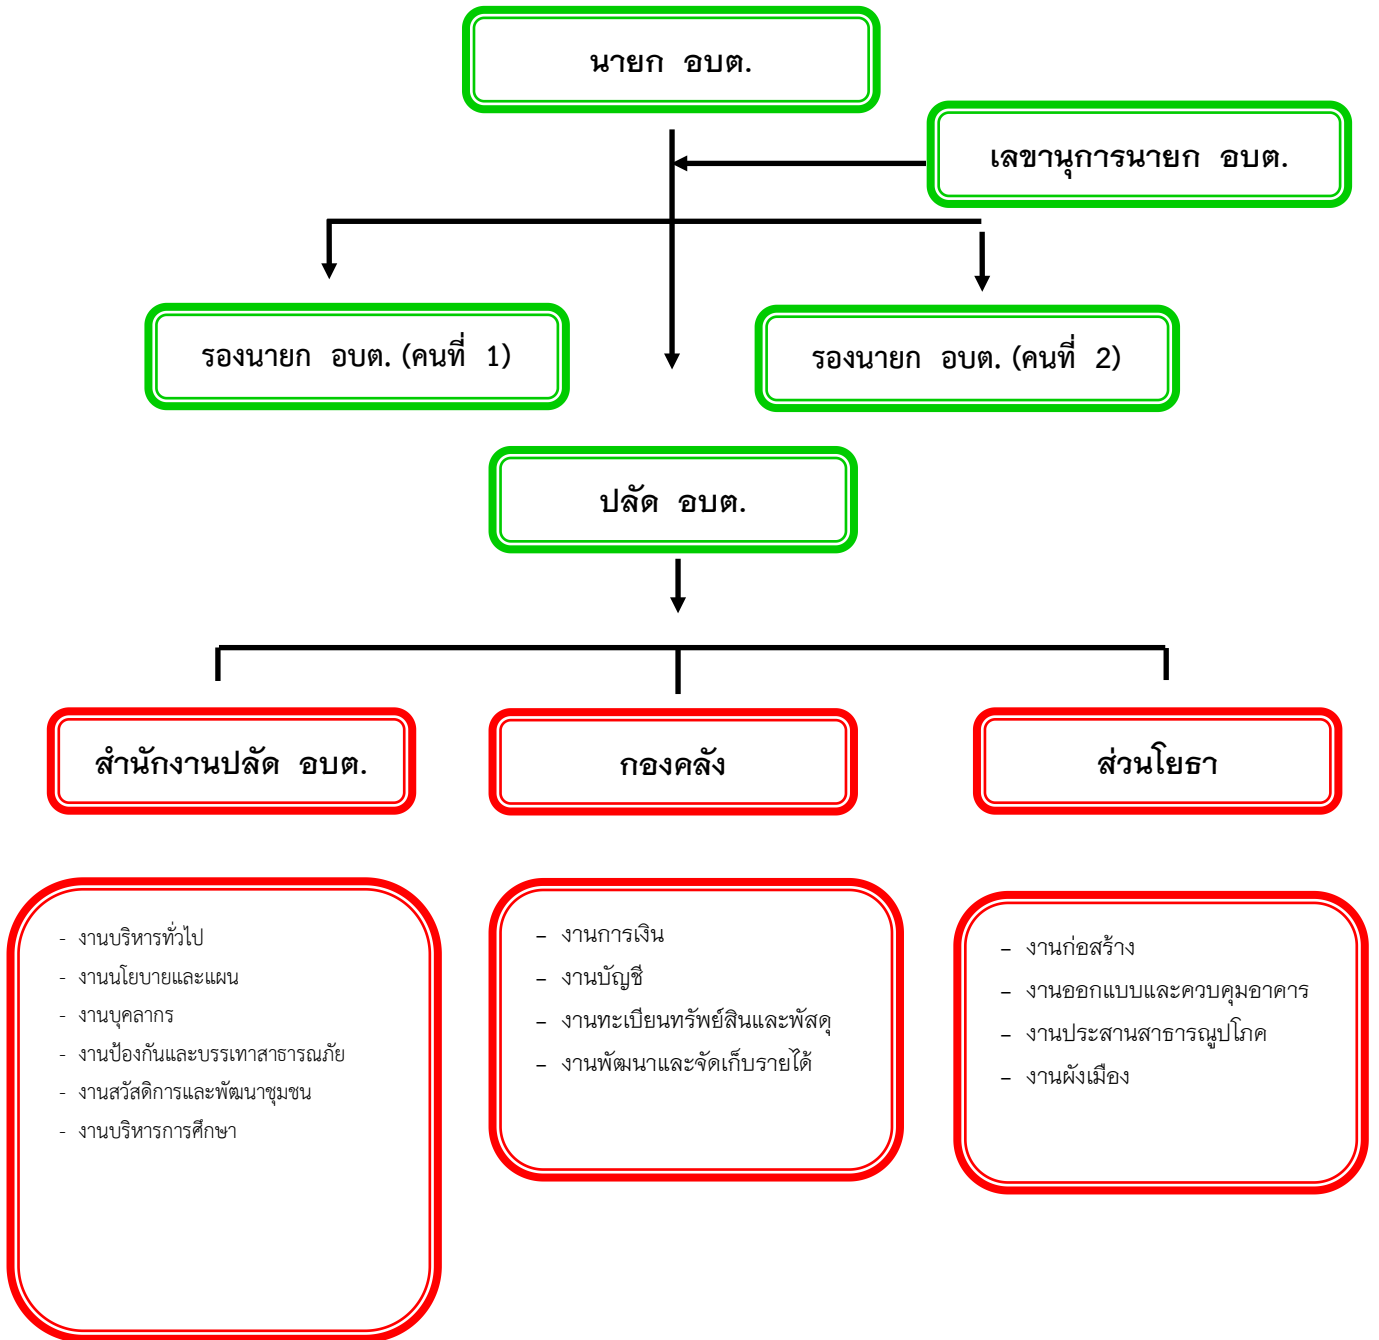 นายก อบต.
เลขานุการนายก อบต.
รองนายก อบต. (คนที่ 1)
รองนายก อบต. (คนที่ 2)
ปลัด อบต.
สำนักงานปลัด อบต.
กองคลัง
ส่วนโยธา
- งานบริหารทั่วไป
- งานนโยบายและแผน
- งานบุคลากร
- งานป้องกันและบรรเทาสาธารณภัย
- งานสวัสดิการและพัฒนาชุมชน
- งานบริหารการศึกษา
- งานการเงิน
- งานบัญชี
- งานทะเบียนทรัพย์สินและพัสดุ
- งานพัฒนาและจัดเก็บรายได้
- งานก่อสร้าง
- งานออกแบบและควบคุมอาคาร
- งานประสานสาธารณูปโภค
- งานผังเมือง